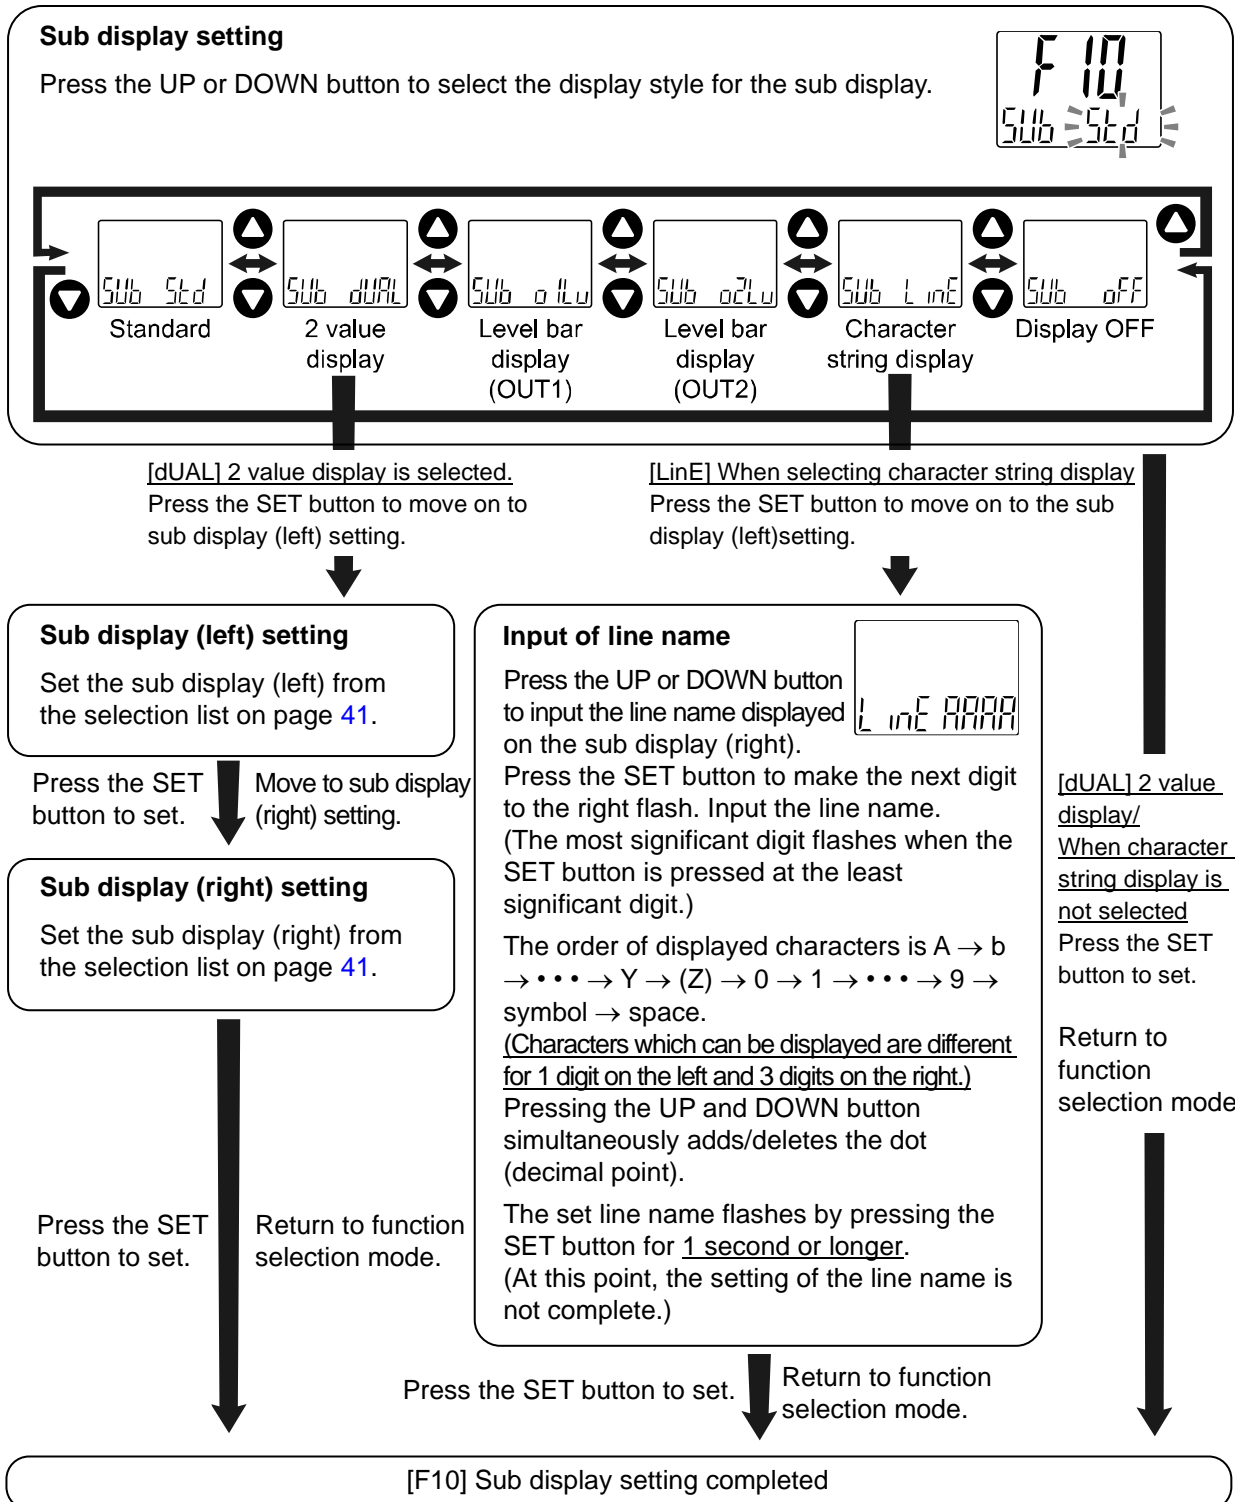 Sub display setting
Press the UP or DOWN button to select the display style for the sub display.
F 10
SUb Std
SUb Std
SUb dUAL
SUb o1Lu
SUb o2Lu
SUb LinE
SUb oFF
Standard
2 value
display
Level bar
display
(OUT1)
Level bar
display
(OUT2)
Character
string display
Display OFF
[dUAL] 2 value display is selected.
Press the SET button to move on to
sub display (left) setting.
[LinE] When selecting character string display
Press the SET button to move on to the sub
display (left)setting.
Sub display (left) setting
Set the sub display (left) from
the selection list on page 41.
Press the SET
button to set.
Move to sub display
(right) setting.
Sub display (right) setting
Set the sub display (right) from
the selection list on page 41.
Press the SET
button to set.
Return to function
selection mode.
Input of line name
LinE AAAA
Press the UP or DOWN button
to input the line name displayed
on the sub display (right).
Press the SET button to make the next digit
to the right flash. Input the line name.
(The most significant digit flashes when the
SET button is pressed at the least
significant digit.)
The order of displayed characters is A → b
→ • • • → Y → (Z) → 0 → 1 → • • • → 9 →
symbol → space.
(Characters which can be displayed are different
for 1 digit on the left and 3 digits on the right.)
Pressing the UP and DOWN button
simultaneously adds/deletes the dot
(decimal point).
The set line name flashes by pressing the
SET button for 1 second or longer.
(At this point, the setting of the line name is
not complete.)
Press the SET button to set.
Return to function
selection mode.
[dUAL] 2 value
display/
When character
string display is
not selected
Press the SET
button to set.
Return to
function
selection mode
[F10] Sub display setting completed